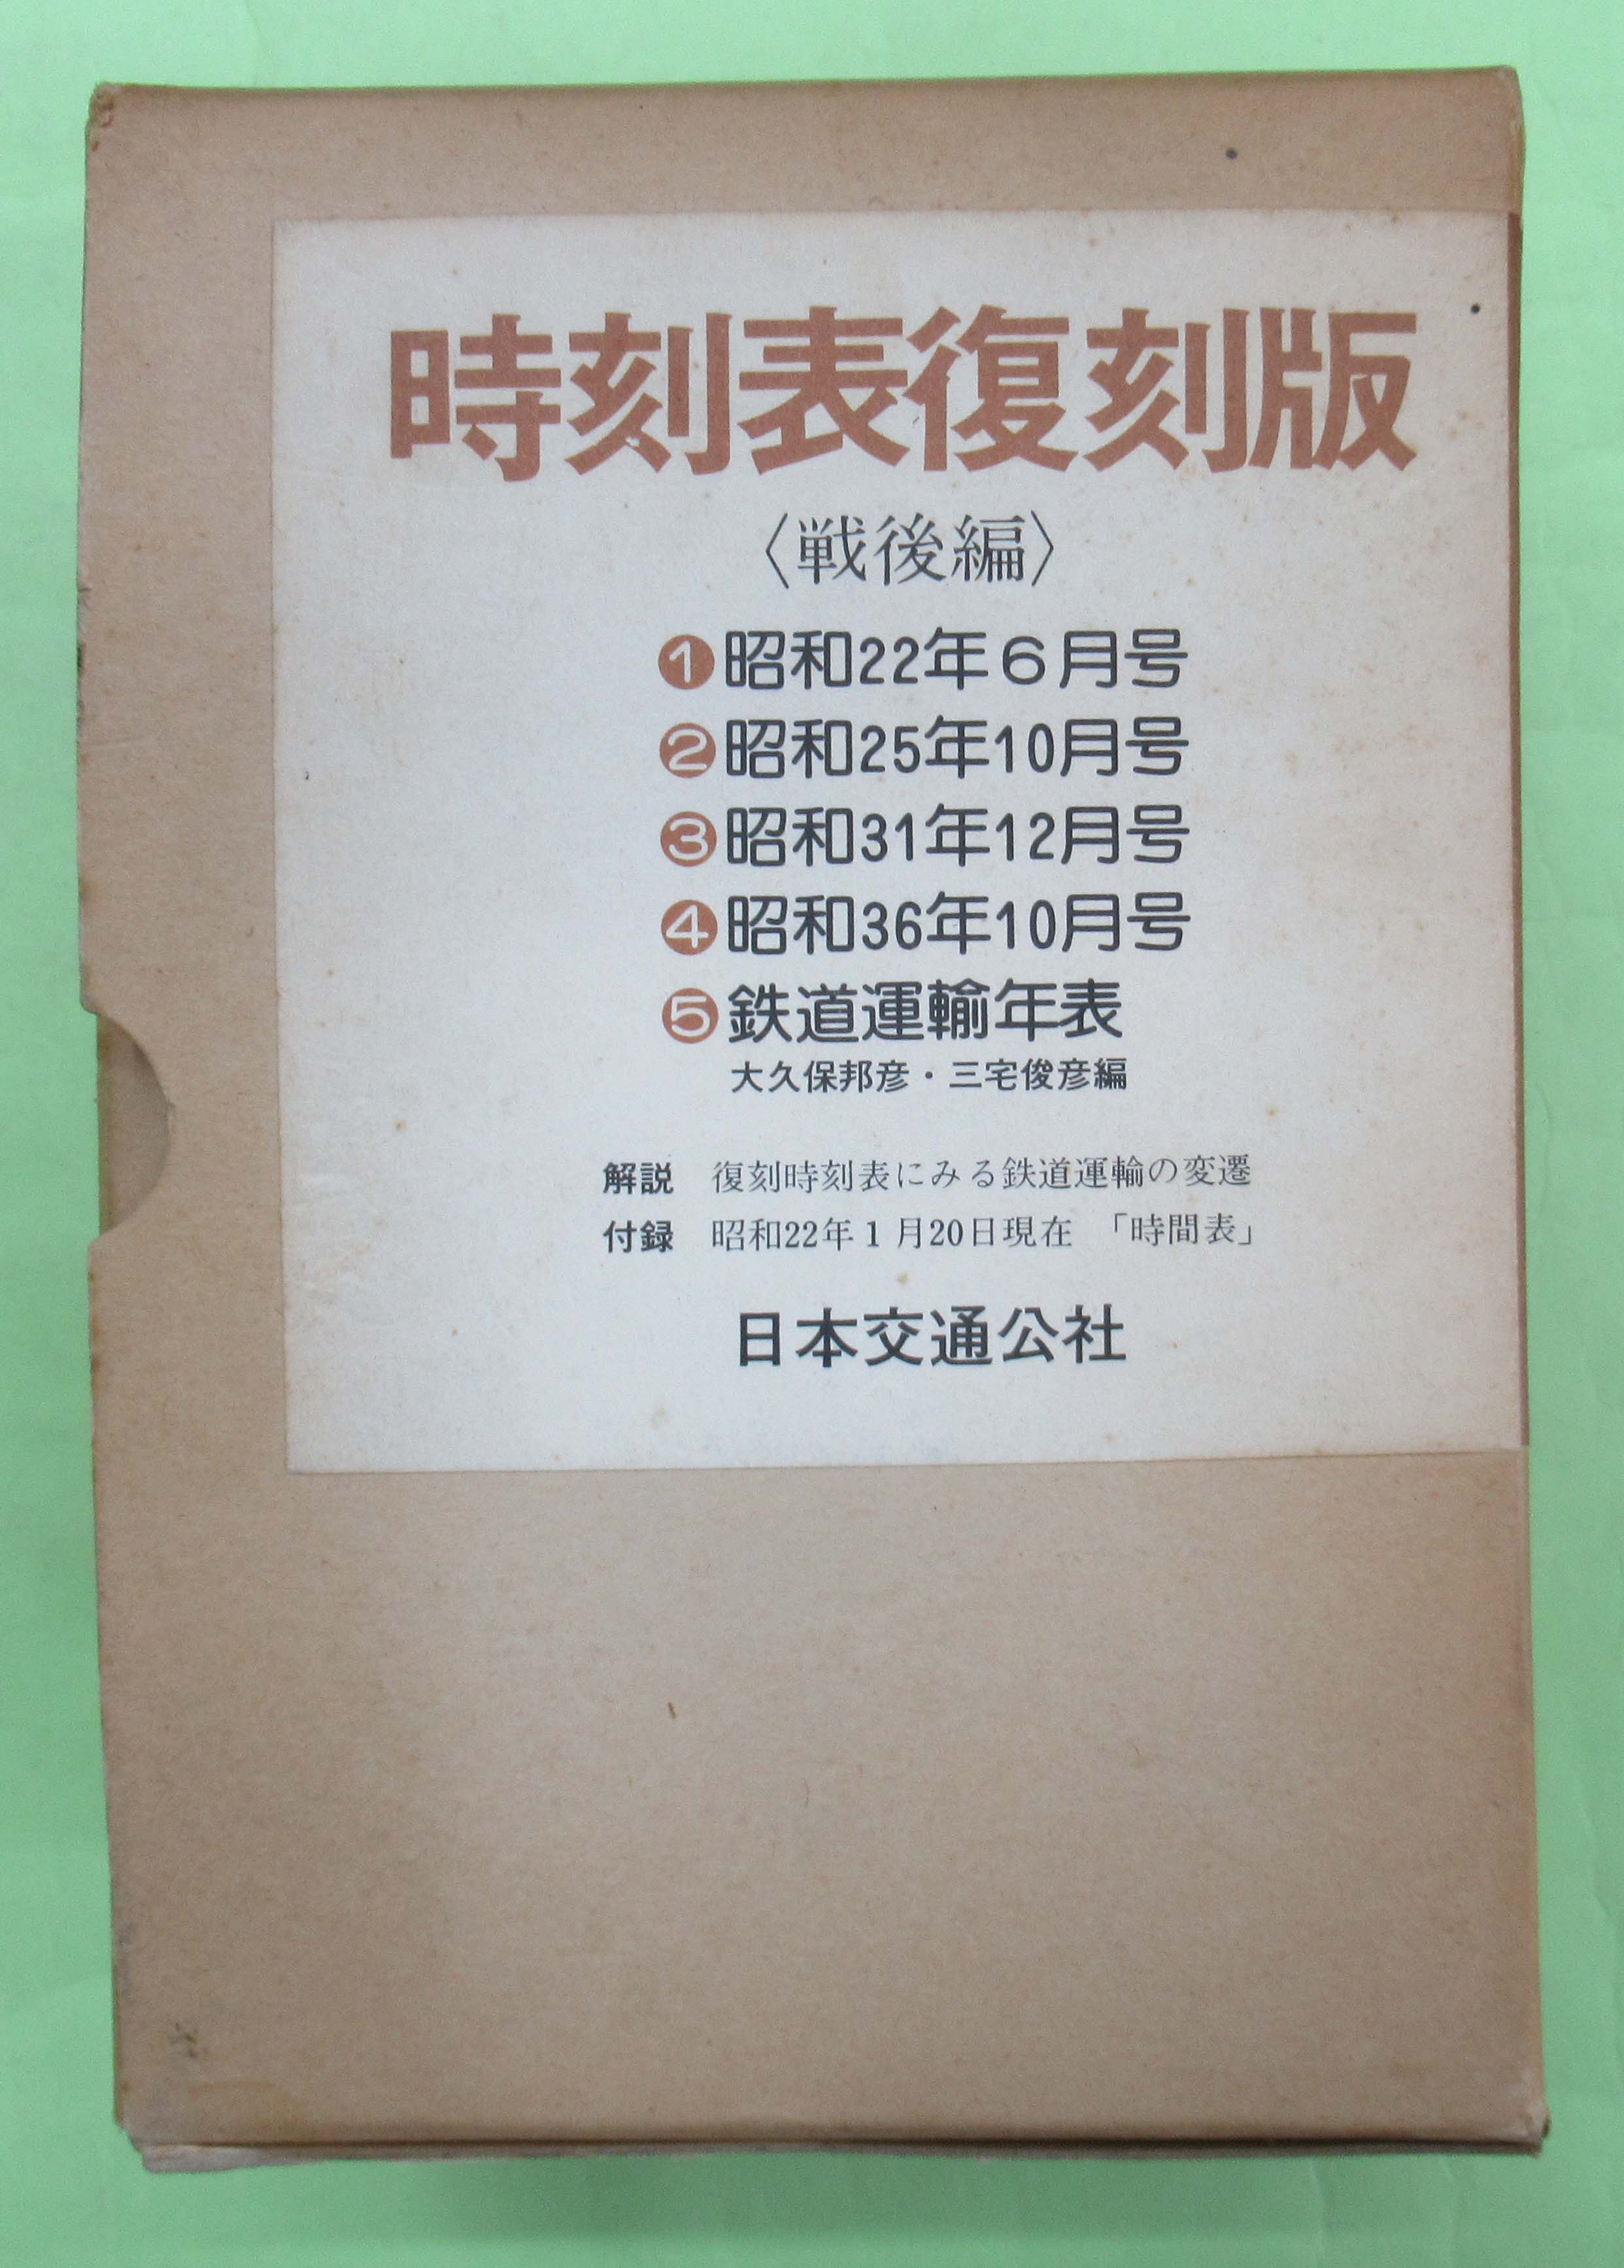 時刻表復刻版
〈戦後編〉
❶昭和22年6月号
❷昭和25年10月号
❸昭和31年12月号
❹昭和36年10月号
❺鉄道運輸年表
大久保邦彦・三宅俊彦編
解説 復刻時刻表にみる鉄道運輸の変遷
付録 昭和22年1月20日現在 「時間表」
日本交通公社